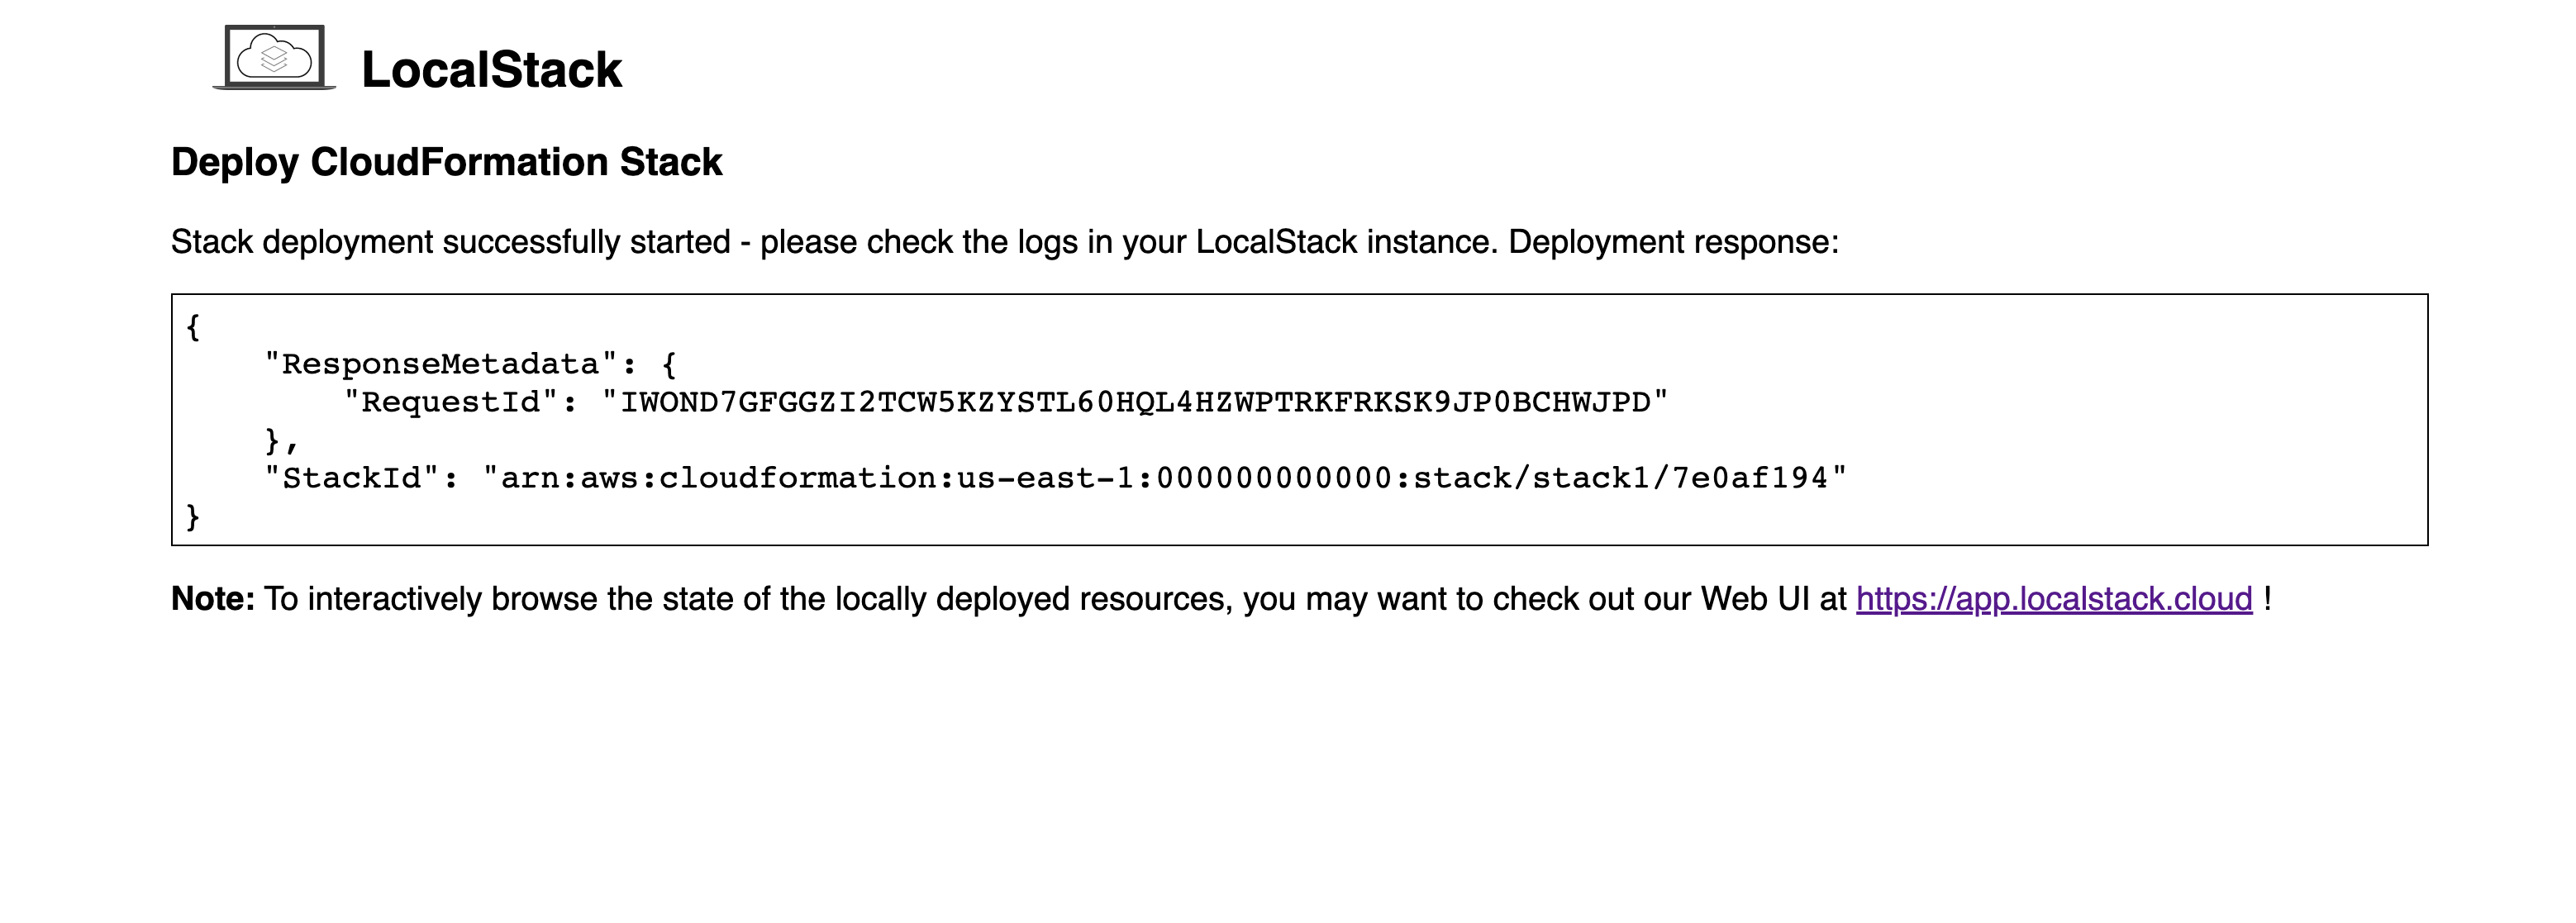 LocalStack
Deploy CloudFormation Stack
Stack deployment successfully started - please check the logs in your LocalStack instance. Deployment response:
{
"ResponseMetadata": {
"RequestId": "IWOND7GFGGZI2TCW5KZYSTL60HQL4HZWPTRKFRKSK9JP0BCHWJPD"
},
"StackId": "arn:aws:cloudformation:us-east-1:000000000000:stack/stack1/7e0af194"
}
Note: To interactively browse the state of the locally deployed resources, you may want to check out our Web UI at https://app.localstack.cloud !